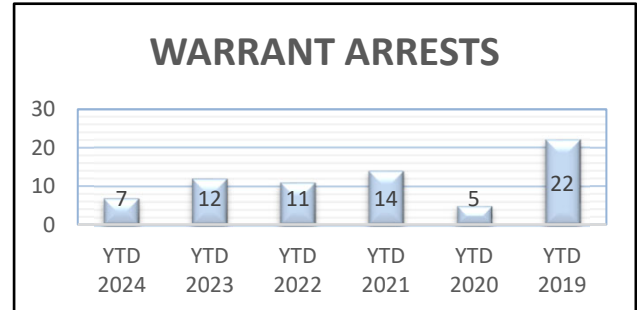 WARRANT ARRESTS
30
20
10
0
7
12
11
14
5
22
YTD 2024
YTD 2023
YTD 2022
YTD 2021
YTD 2020
YTD 2019